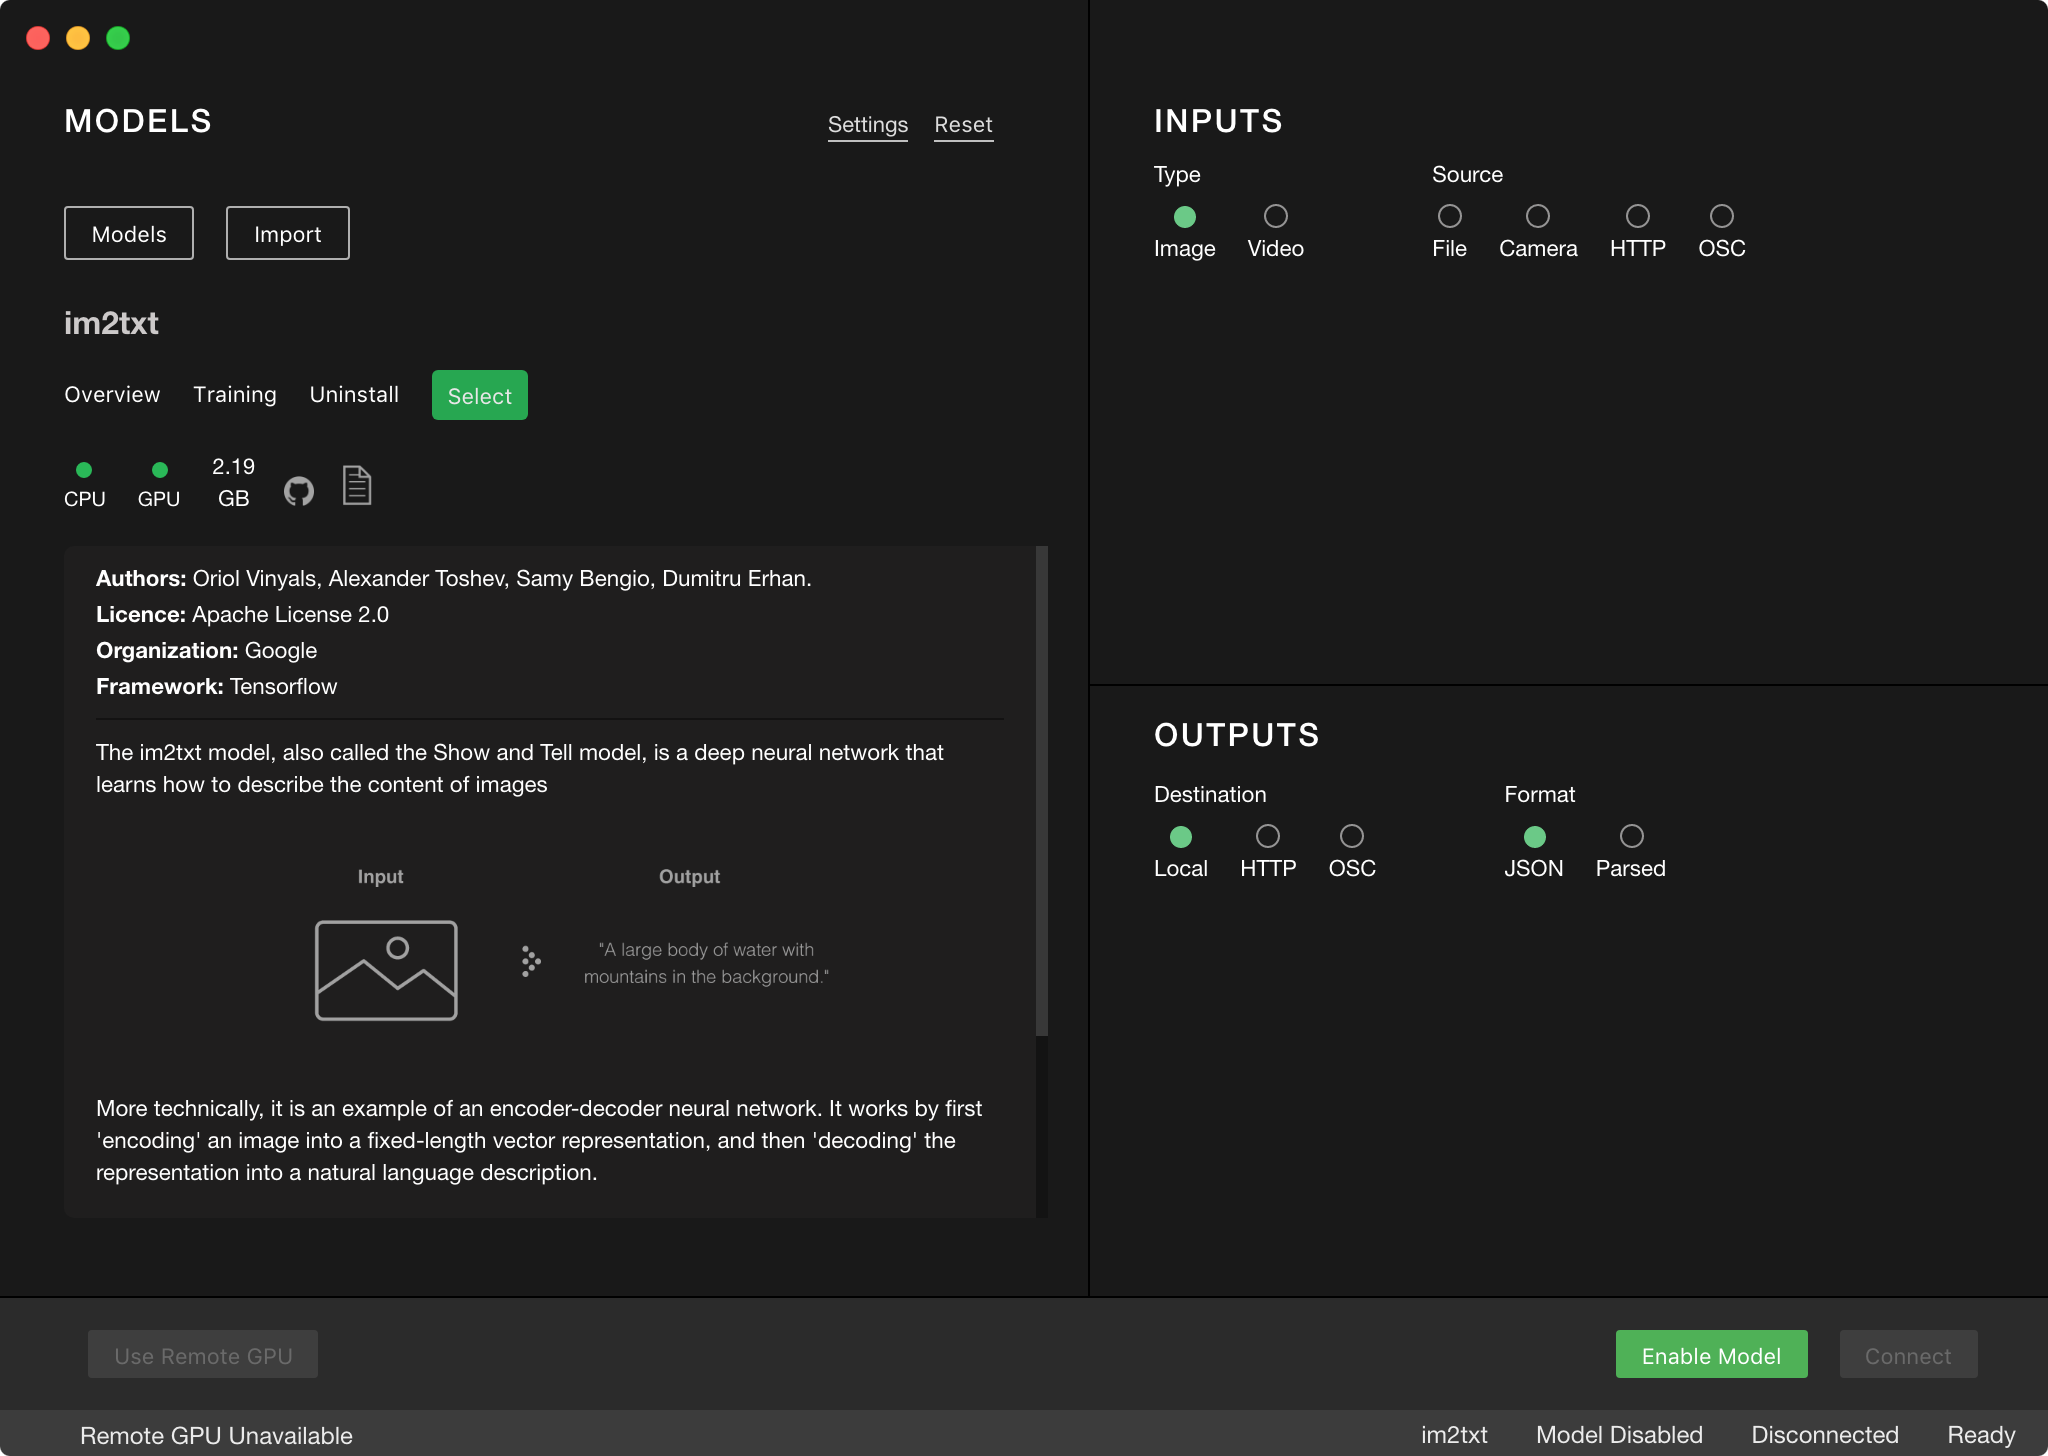 MODELS
Settings Reset
Models Import
im2txt
Overview Training Uninstall Select
2.19
CPU GPU GB
Authors: Oriol Vinyals, Alexander Toshev, Samy Bengio, Dumitru Erhan.
Licence: Apache License 2.0
Organization: Google
Framework: Tensorflow
The im2txt model, also called the Show and Tell model, is a deep neural network that
learns how to describe the content of images
Input Output
"A large body of water with
mountains in the background."
More technically, it is an example of an encoder-decoder neural network. It works by first
'encoding' an image into a fixed-length vector representation, and then 'decoding' the
representation into a natural language description.
INPUTS
Type Source
Image Video File Camera HTTP OSC
OUTPUTS
Destination Format
Local HTTP OSC JSON Parsed
Use Remote GPU Enable Model Connect
Remote GPU Unavailable im2txt Model Disabled Disconnected Ready